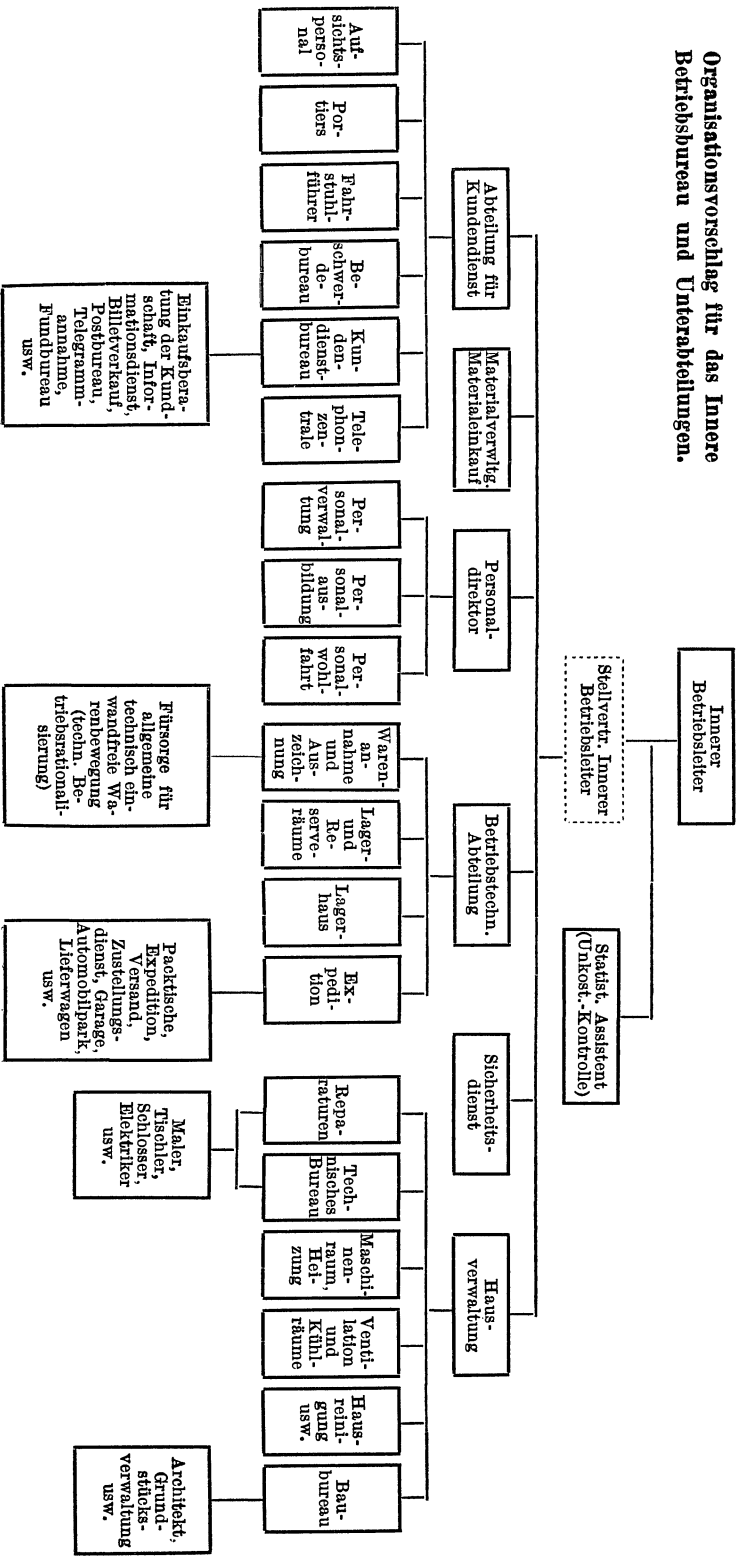 Organisationsvorschlag für das Innere
Betriebsbureau und Unterabteilungen.
Innerer
Betriebsleiter
Stellvertr. Innerer
Betriebsleiter
Statist. Assistent
(Unkost.-Kontrolle)
Abteilung für
Kundendienst
Materialverwltg.
Materialeinkauf
Personal-
direktor
Betriebstechn.
Abteilung
Sicherheits-
dienst
Haus-
verwaltung
Auf-
sichts-
perso-
nal
Por-
tiers
Fahr-
stuhl-
führer
Be-
schwer-
de-
bureau
Kun-
den-
dienst-
bureau
Tele-
phon-
zen-
trale
Per-
sonal-
verwal-
tung
Per-
sonal-
aus-
bildung
Per-
sonal-
wohl-
fahrt
Waren-
an-
nahme
und
Aus-
zeich-
nung
Lager-
und
Re-
serve-
räume
Lager-
haus
Ex-
pedi-
tion
Repa-
raturen
Tech-
nisches
Bureau
Maschi-
nen-
raum,
Hei-
zung
Venti-
lation
und
Kühl-
räume
Haus-
reini-
gung
usw.
Bau-
bureau
Einkaufsbera-
tung der Kund-
schaft, Infor-
mationsdienst,
Billetverkauf,
Postbureau,
Telegramm-
annahme,
Fundbureau
usw.
Fürsorge für
allgemeine
technisch ein-
wandfreie Wa-
renbewegung
(techn. Be-
triebsrationali-
sierung)
Packtische,
Expedition,
Versand,
Zustellungs-
dienst, Garage,
Automobilpark,
Lieferwagen
usw.
Maler,
Tischler,
Schlosser,
Elektriker
usw.
Architekt,
Grund-
stücks-
verwaltung
usw.